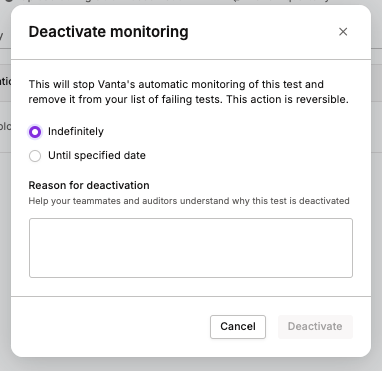 Deactivate monitoring
This will stop Vanta's automatic monitoring of this test and
remove it from your list of failing tests. This action is reversible.
Indefinitely
Until specified date
Reason for deactivation
Help your teammates and auditors understand why this test is deactivated
Cancel
Deactivate